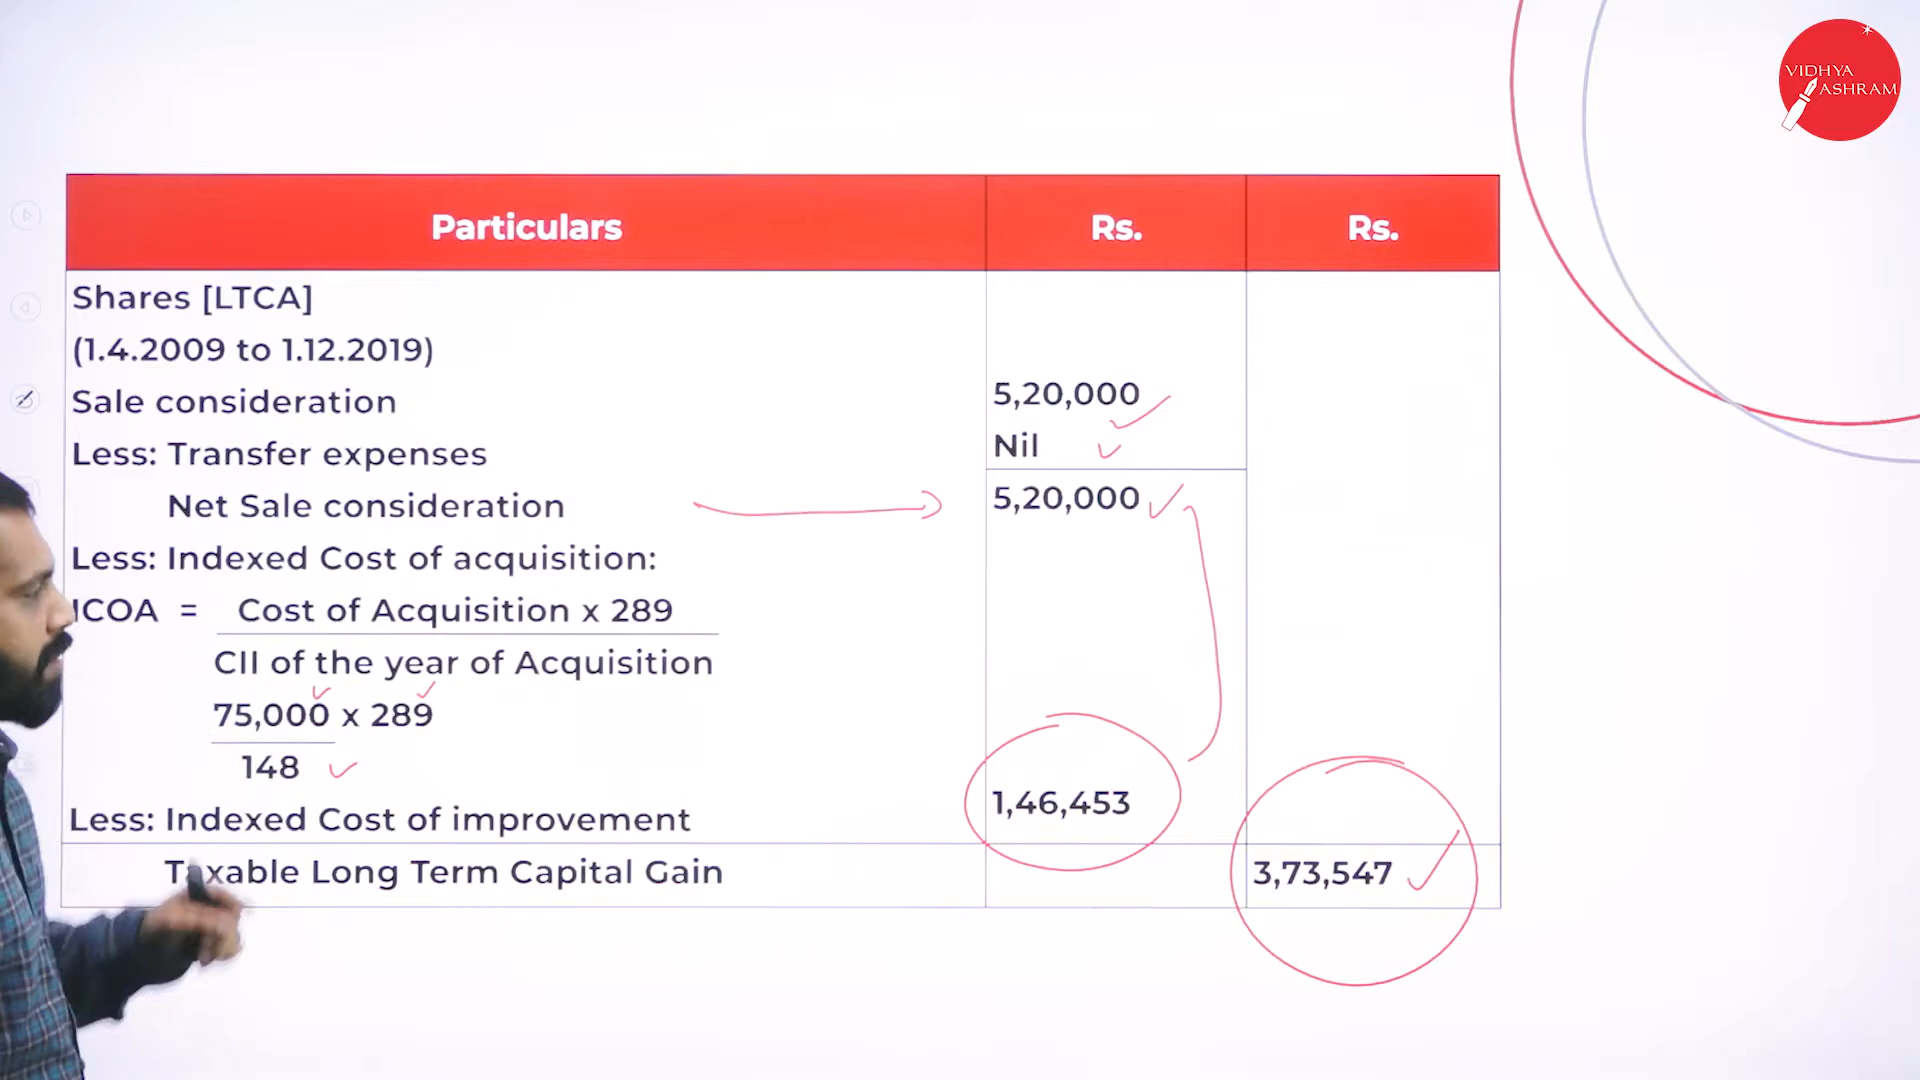 VIDHYA
ASHRAM
Particulars Rs. Rs.
Shares [LTCA]
(1.4.2009 to 1.12.2019)
Sale consideration 5,20,000
Less: Transfer expenses Nil
Net Sale consideration 5,20,000
Less: Indexed Cost of acquisition:
ICOA = Cost of Acquisition x 289
CII of the year of Acquisition
75,000 x 289
148
1,46,453
Less: Indexed Cost of improvement
Taxable Long Term Capital Gain 3,73,547